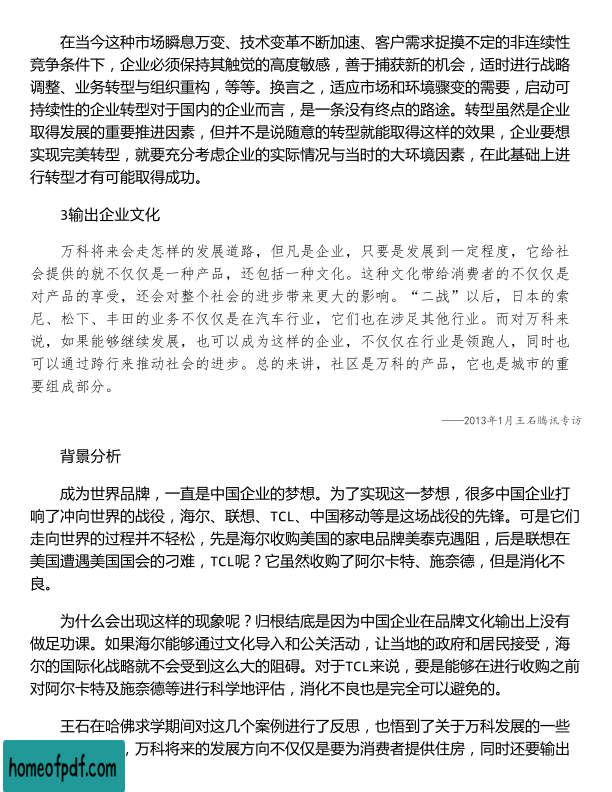 在当今这种市场瞬息万变、技术变革不断加速、客户需求捉摸不定的非连续性
竞争条件下，企业必须保持其触觉的高度敏感，善于捕获新的机会，适时进行战略
调整、业务转型与组织重构，等等。换言之，适应市场和环境骤变的需要，启动可
持续性的企业转型对于国内的企业而言，是一条没有终点的路途。转型虽然是企业
取得发展的重要推进因素，但并不是说随意的转型就能取得这样的效果，企业要想
实现完美转型，就要充分考虑企业的实际情况与当时的大环境因素，在此基础上进
行转型才有可能取得成功。
3输出企业文化
万科将来会走怎样的发展道路，但凡是企业，只要是发展到一定程度，它给社
会提供的就不仅仅是一种产品，还包括一种文化。这种文化带给消费者的不仅仅是
对产品的享受，还会对整个社会的进步带来更大的影响。“二战”以后，日本的索
尼、松下、丰田的业务不仅仅是在汽车行业，它们也在涉足其他行业。而对万科来
说，如果能够继续发展，也可以成为这样的企业，不仅仅在行业是领跑人，同时也
可以通过跨行来推动社会的进步。总的来讲，社区是万科的产品，它也是城市的重
要组成部分。
——2013年1月王石腾讯专访
背景分析
成为世界品牌，一直是中国企业的梦想。为了实现这一梦想，很多中国企业打
响了冲向世界的战役，海尔、联想、TCL、中国移动等是这场战役的先锋。可是它们
走向世界的过程并不轻松，先是海尔收购美国的家电品牌美泰克遇阻，后是联想在
美国遭遇美国国会的刁难，TCL呢？它虽然收购了阿尔卡特、施奈德，但是消化不
良。
为什么会出现这样的现象呢？归根结底是因为中国企业在品牌文化输出上没有
做足功课。如果海尔能够通过文化导入和公关活动，让当地的政府和居民接受，海
尔的国际化战略就不会受到这么大的阻碍。对于TCL来说，要是能够在进行收购之前
对阿尔卡特及施奈德等进行科学地评估，消化不良也是完全可以避免的。
王石在哈佛求学期间对这几个案例进行了反思，也悟到了关于万科发展的一些
，万科将来的发展方向不仅仅是要为消费者提供住房，同时还要输出
homeofpdf.com